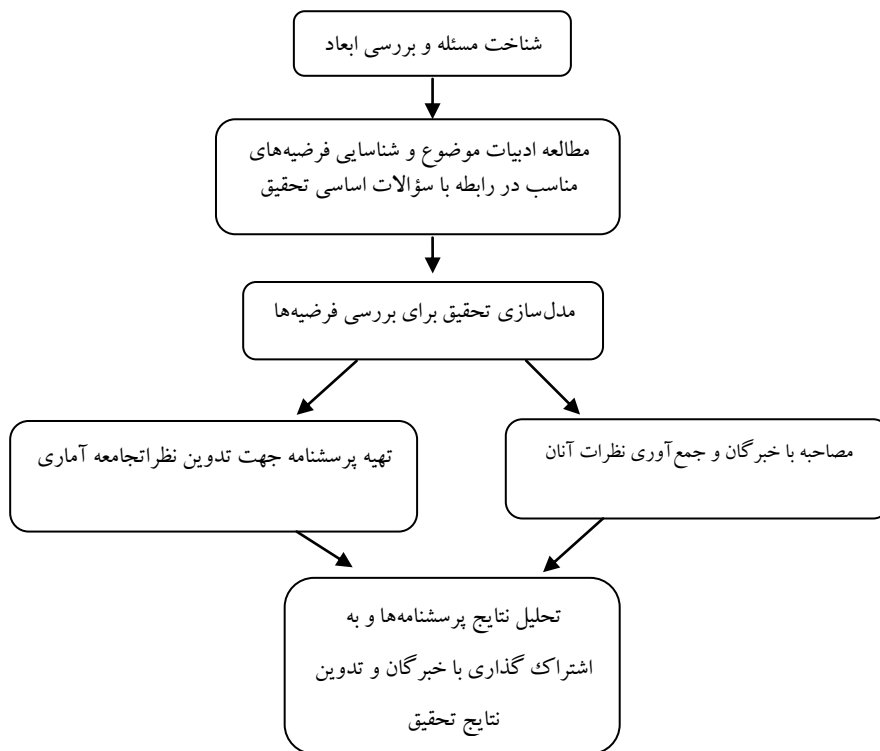 شناخت مسئله و بررسی ابعاد
مطالعه ادبیات موضوع و شناسایی فرضیه‌های
مناسب در رابطه با سؤالات اساسی تحقیق
مدل‌سازی تحقیق برای بررسی فرضیه‌ها
مصاحبه با خبرگان و جمع‌آوری نظرات آنان
تهیه پرسشنامه جهت تدوین نظراتجامعه آماری
تحلیل نتایج پرسشنامه‌ها و به
اشتراک گذاری با خبرگان و تدوین
نتایج تحقیق